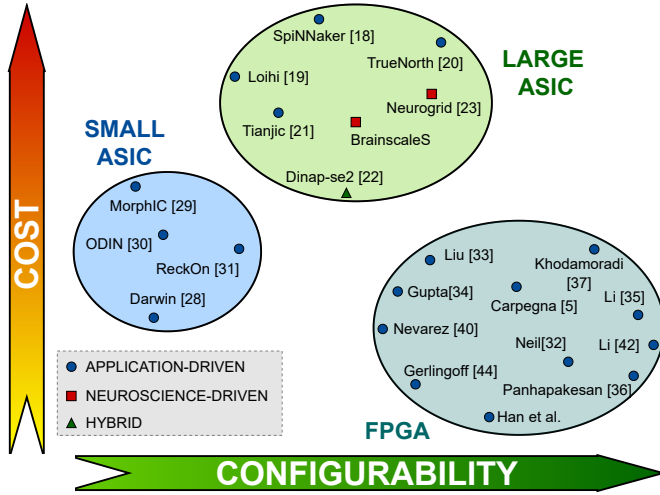 COST
SpiNNaker [18]
TrueNorth [20]
LARGE
ASIC
Loihi [19]
Neurogrid [23]
Tianjic [21]
BrainscaleS
Dinap-se2 [22]
SMALL
ASIC
MorphIC [29]
ODIN [30]
ReckOn [31]
Darwin [28]
Liu [33]
Khodamoradi
[37]
Gupta[34]
Carpegna [5]
Li [35]
Nevarez [40]
Neil[32]
Li [42]
Gerlingoff [44]
Panhapakesan [36]
Han et al.
FPGA
APPLICATION-DRIVEN
NEUROSCIENCE-DRIVEN
HYBRID
CONFIGURABILITY